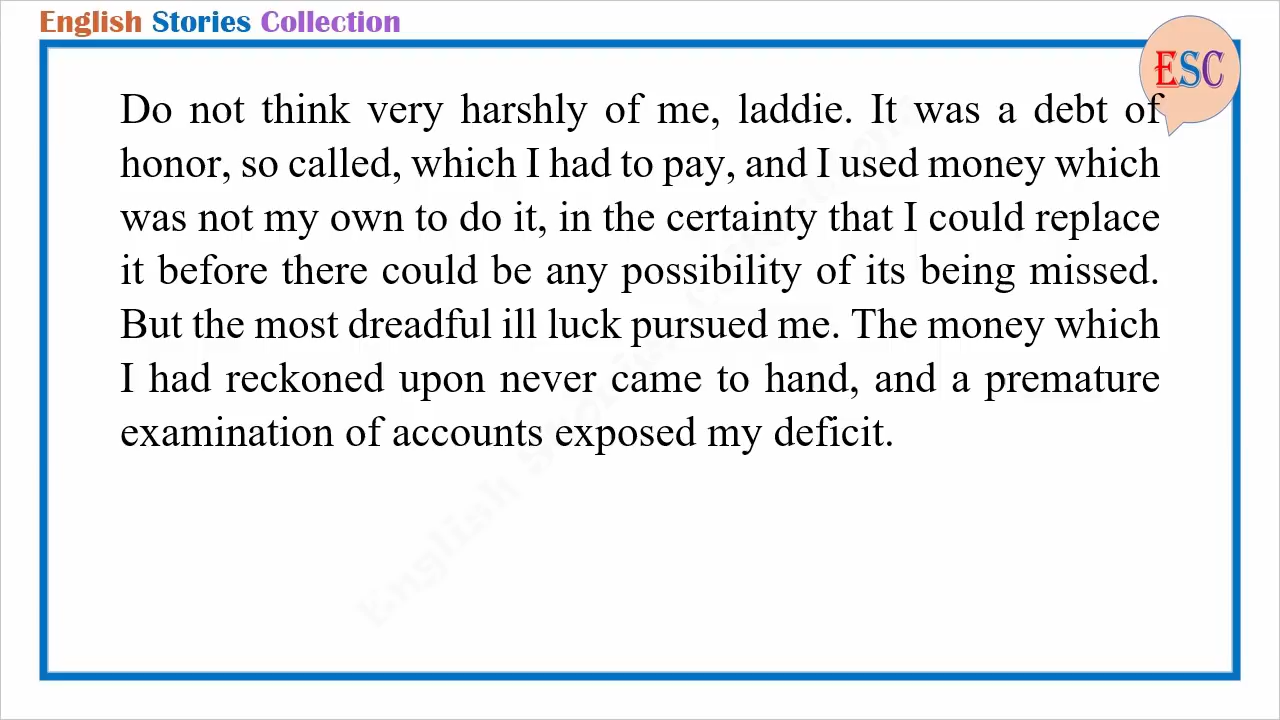 English Stories Collection
ESC
Do not think very harshly of me, laddie. It was a debt of
honor, so called, which I had to pay, and I used money which
was not my own to do it, in the certainty that I could replace
it before there could be any possibility of its being missed.
But the most dreadful ill luck pursued me. The money which
I had reckoned upon never came to hand, and a premature
examination of accounts exposed my deficit.
English Stories Collection